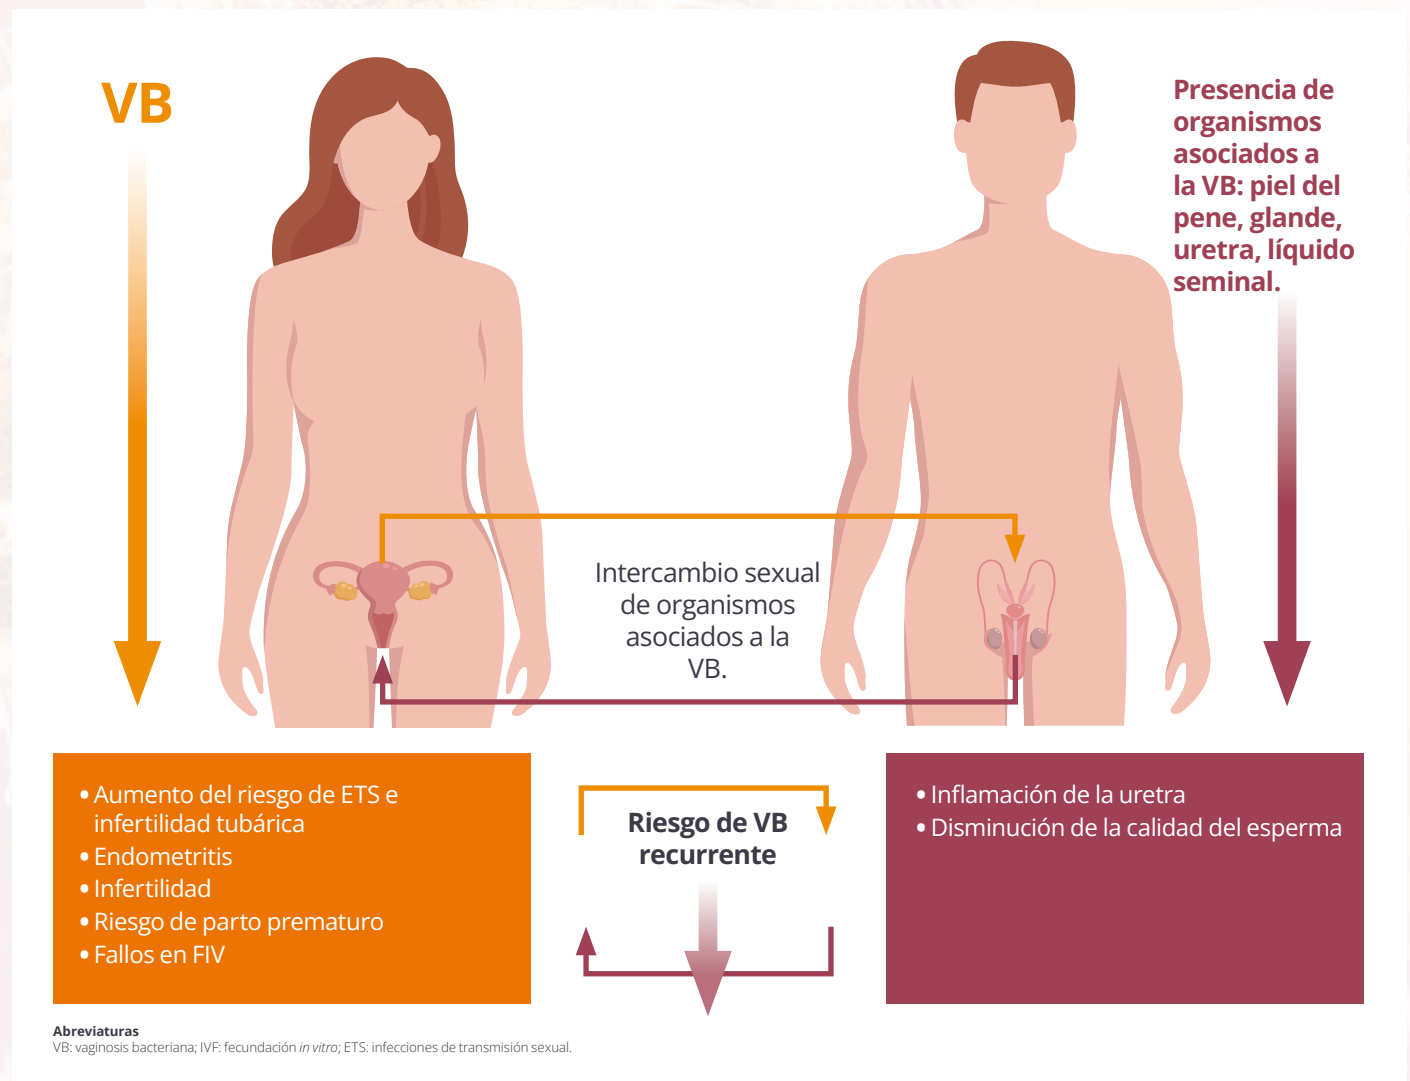 VB
Presencia de
organismos
asociados a
la VB: piel del
pene, glande,
uretra, líquido
seminal.
Intercambio sexual
de organismos
asociados a la
VB.
• Aumento del riesgo de ETS e
infertilidad tubárica
• Endometritis
• Infertilidad
• Riesgo de parto prematuro
• Fallos en FIV
Riesgo de VB
recurrente
• Inflamación de la uretra
• Disminución de la calidad del esperma
Abreviaturas
VB: vaginosis bacteriana; IVF: fecundación in vitro; ETS: infecciones de transmisión sexual.